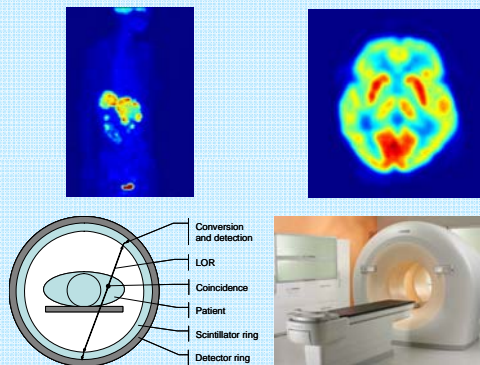 Conversion
and detection
LOR
Coincidence
Patient
Scintillator ring
Detector ring